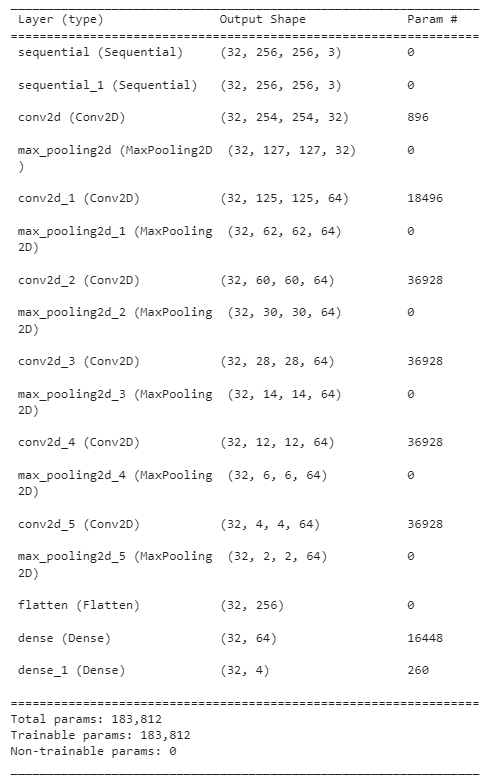 Layer (type) Output Shape Param #
sequential (Sequential) (32, 256, 256, 3) 0
sequential_1 (Sequential) (32, 256, 256, 3) 0
conv2d (Conv2D) (32, 254, 254, 32) 896
max_pooling2d (MaxPooling2D (32, 127, 127, 32) 0
)
conv2d_1 (Conv2D) (32, 125, 125, 64) 18496
max_pooling2d_1 (MaxPooling (32, 62, 62, 64) 0
2D)
conv2d_2 (Conv2D) (32, 60, 60, 64) 36928
max_pooling2d_2 (MaxPooling (32, 30, 30, 64) 0
2D)
conv2d_3 (Conv2D) (32, 28, 28, 64) 36928
max_pooling2d_3 (MaxPooling (32, 14, 14, 64) 0
2D)
conv2d_4 (Conv2D) (32, 12, 12, 64) 36928
max_pooling2d_4 (MaxPooling (32, 6, 6, 64) 0
2D)
conv2d_5 (Conv2D) (32, 4, 4, 64) 36928
max_pooling2d_5 (MaxPooling (32, 2, 2, 64) 0
2D)
flatten (Flatten) (32, 256) 0
dense (Dense) (32, 64) 16448
dense_1 (Dense) (32, 4) 260
Total params: 183,812
Trainable params: 183,812
Non-trainable params: 0